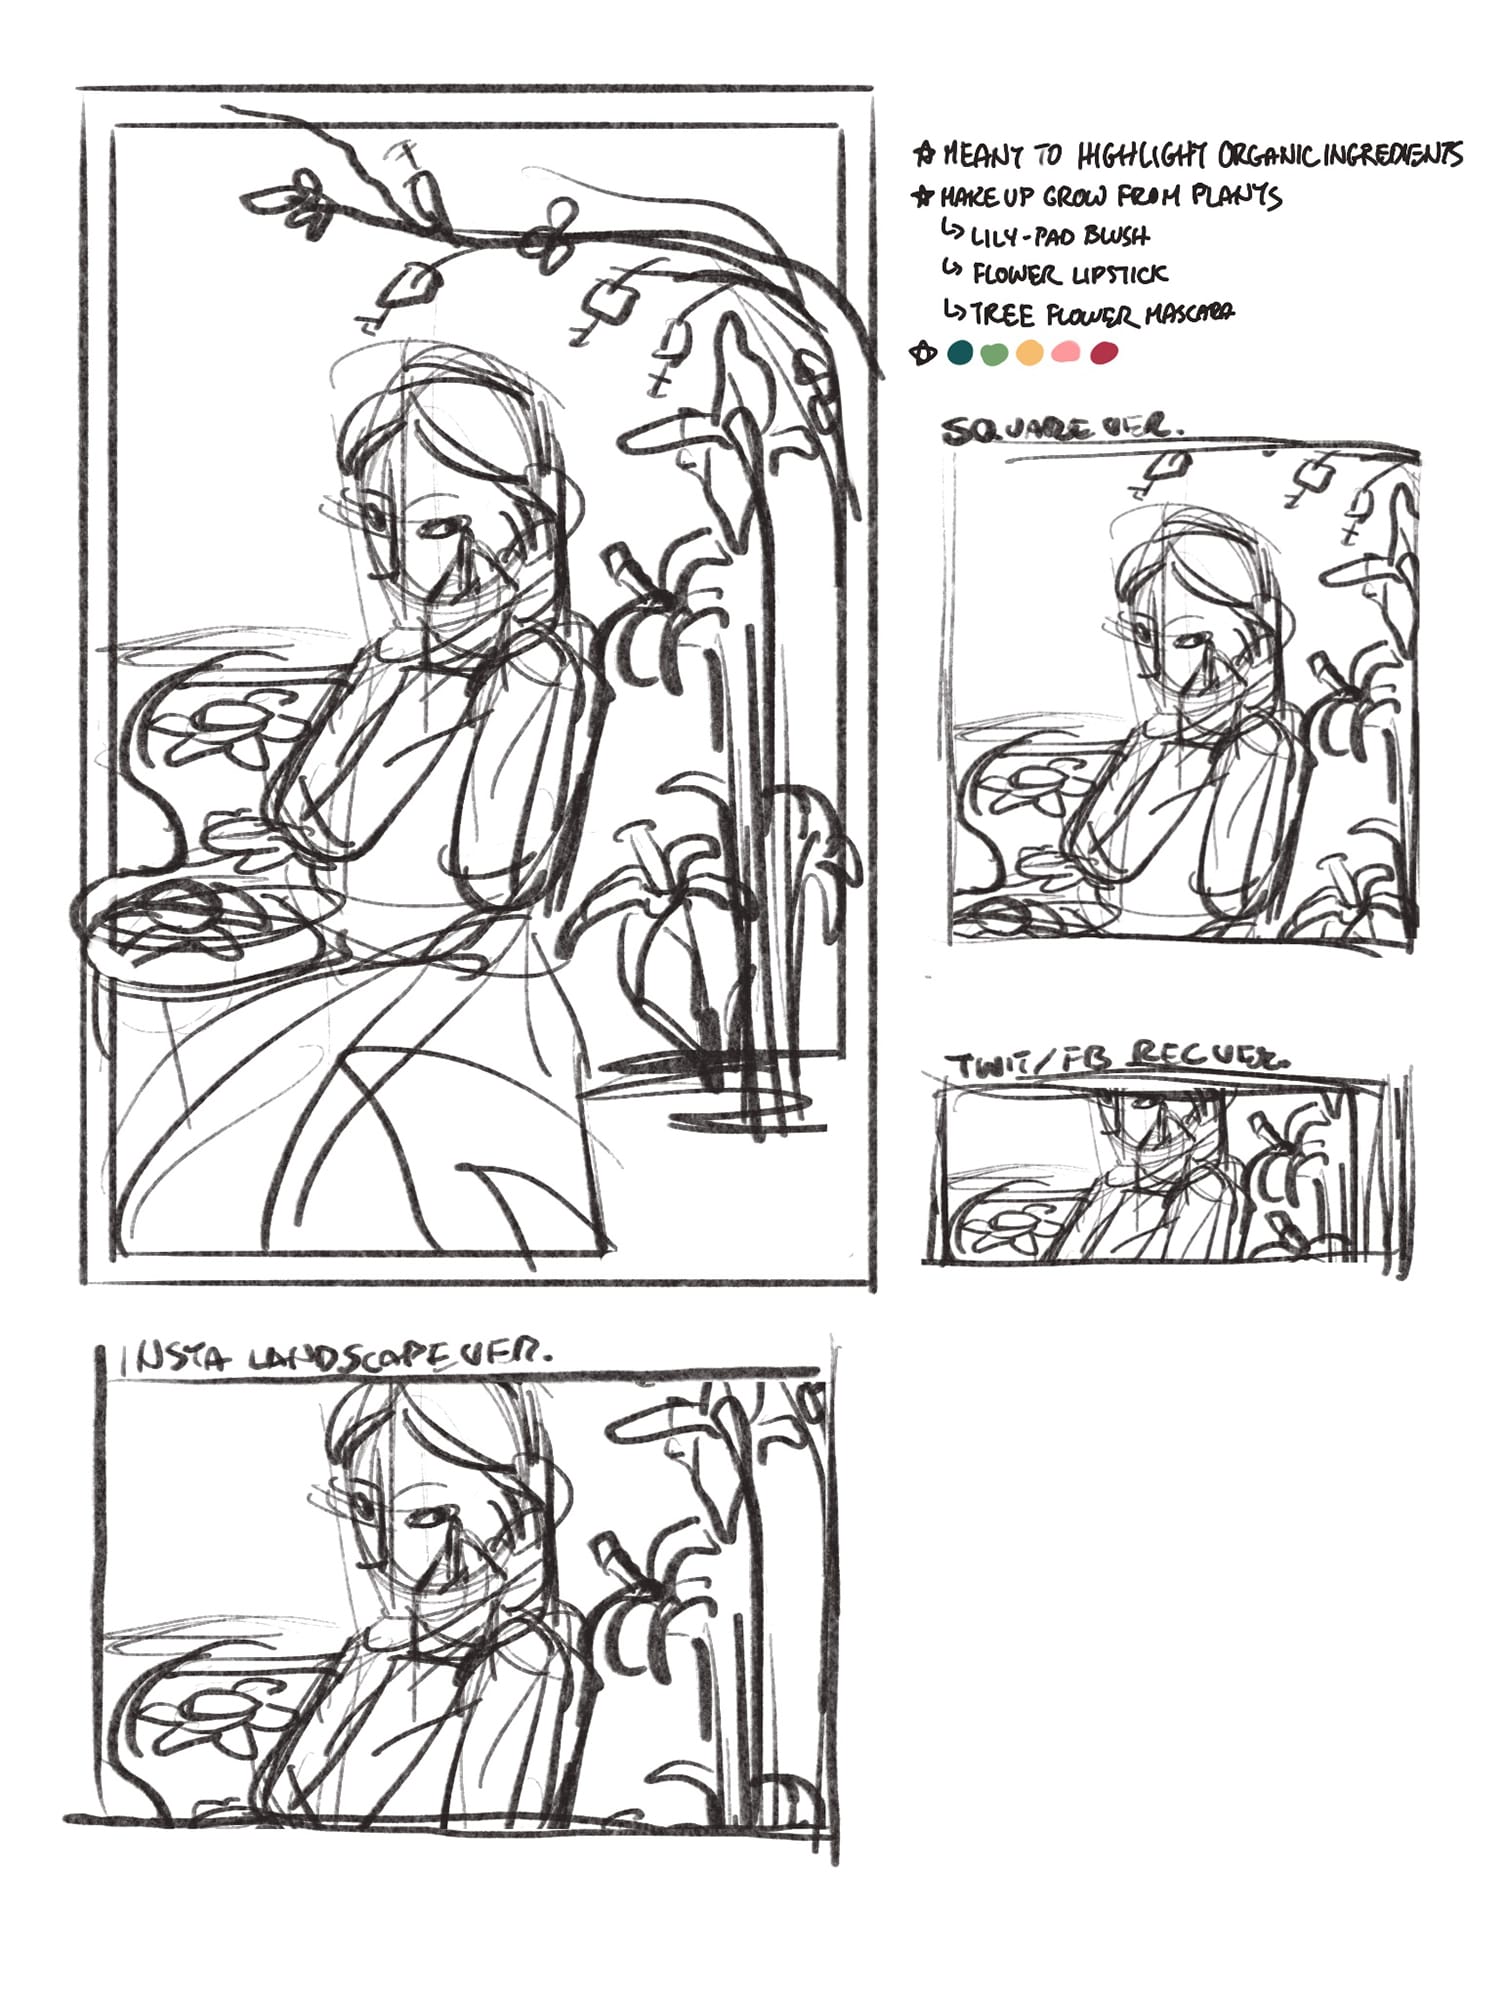 ☆ MEANT TO HIGHLIGHT ORGANIC INGREDIENTS
☆ MAKE UP GROW FROM PLANTS
↳ LILY-PAD BLUSH
↳ FLOWER LIPSTICK
↳ TREE FLOWER MASCARA
SQUARE VER.
TWIT/FB REC VER.
INSTA LANDSCAPE VER.